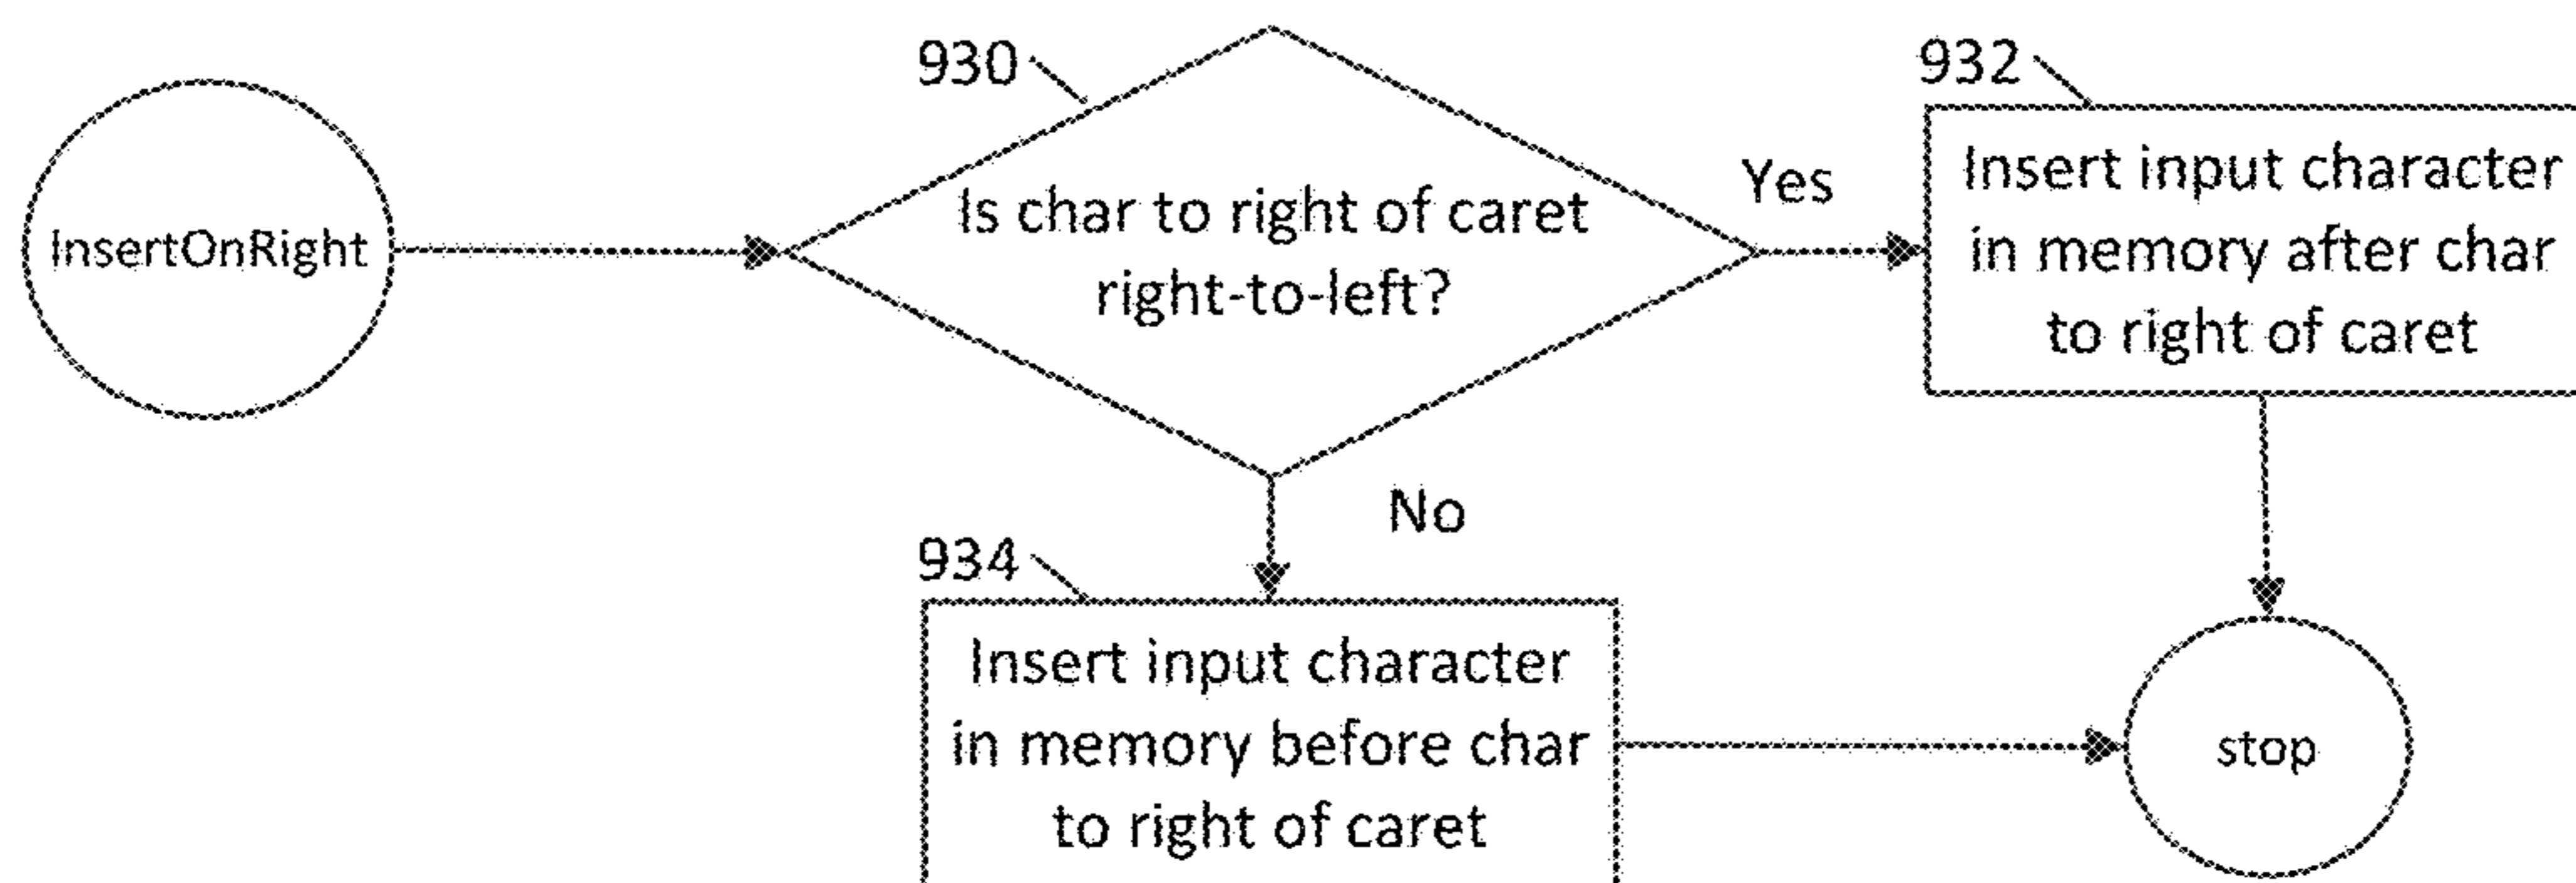 930
932
InsertOnRight
Is char to right of caret
right-to-left?
Yes
Insert input character
in memory after char
to right of caret
No
934
Insert input character
in memory before char
to right of caret
stop